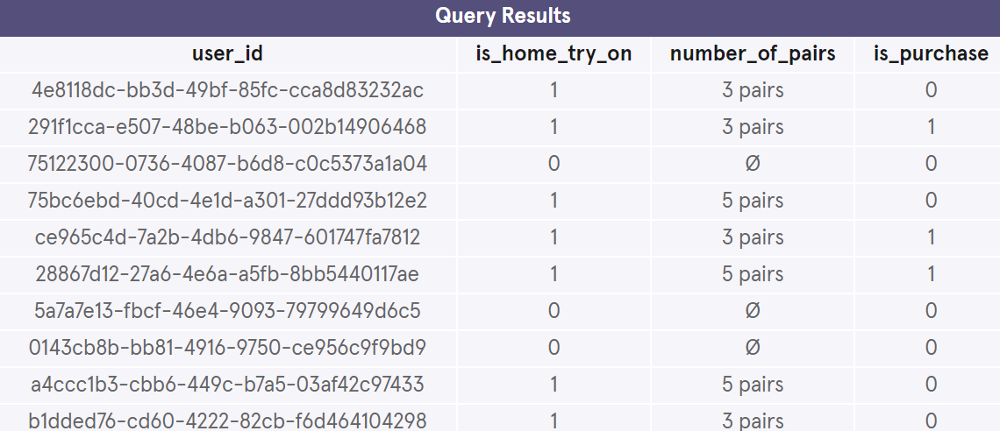 Query Results
user_id is_home_try_on number_of_pairs is_purchase
4e8118dc-bb3d-49bf-85fc-cca8d83232ac 1 3 pairs 0
291f1cca-e507-48be-b063-002b14906468 1 3 pairs 1
75122300-0736-4087-b6d8-c0c5373a1a04 0 Ø 0
75bc6ebd-40cd-4e1d-a301-27ddd93b12e2 1 5 pairs 0
ce965c4d-7a2b-4db6-9847-601747fa7812 1 3 pairs 1
28867d12-27a6-4e6a-a5fb-8bb5440117ae 1 5 pairs 1
5a7a7e13-fbcf-46e4-9093-79799649d6c5 0 Ø 0
0143cb8b-bb81-4916-9750-ce956c9f9bd9 0 Ø 0
a4ccc1b3-cbb6-449c-b7a5-03af42c97433 1 5 pairs 0
b1dded76-cd60-4222-82cb-f6d464104298 1 3 pairs 0